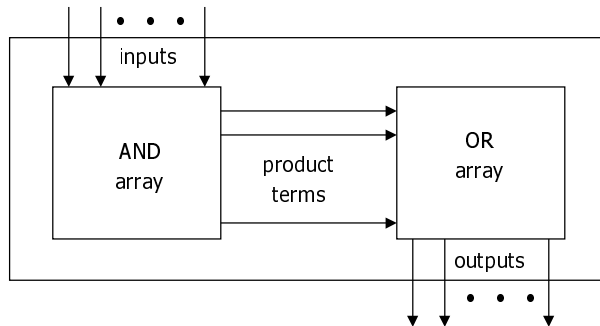 inputs
AND
array
product
terms
OR
array
outputs